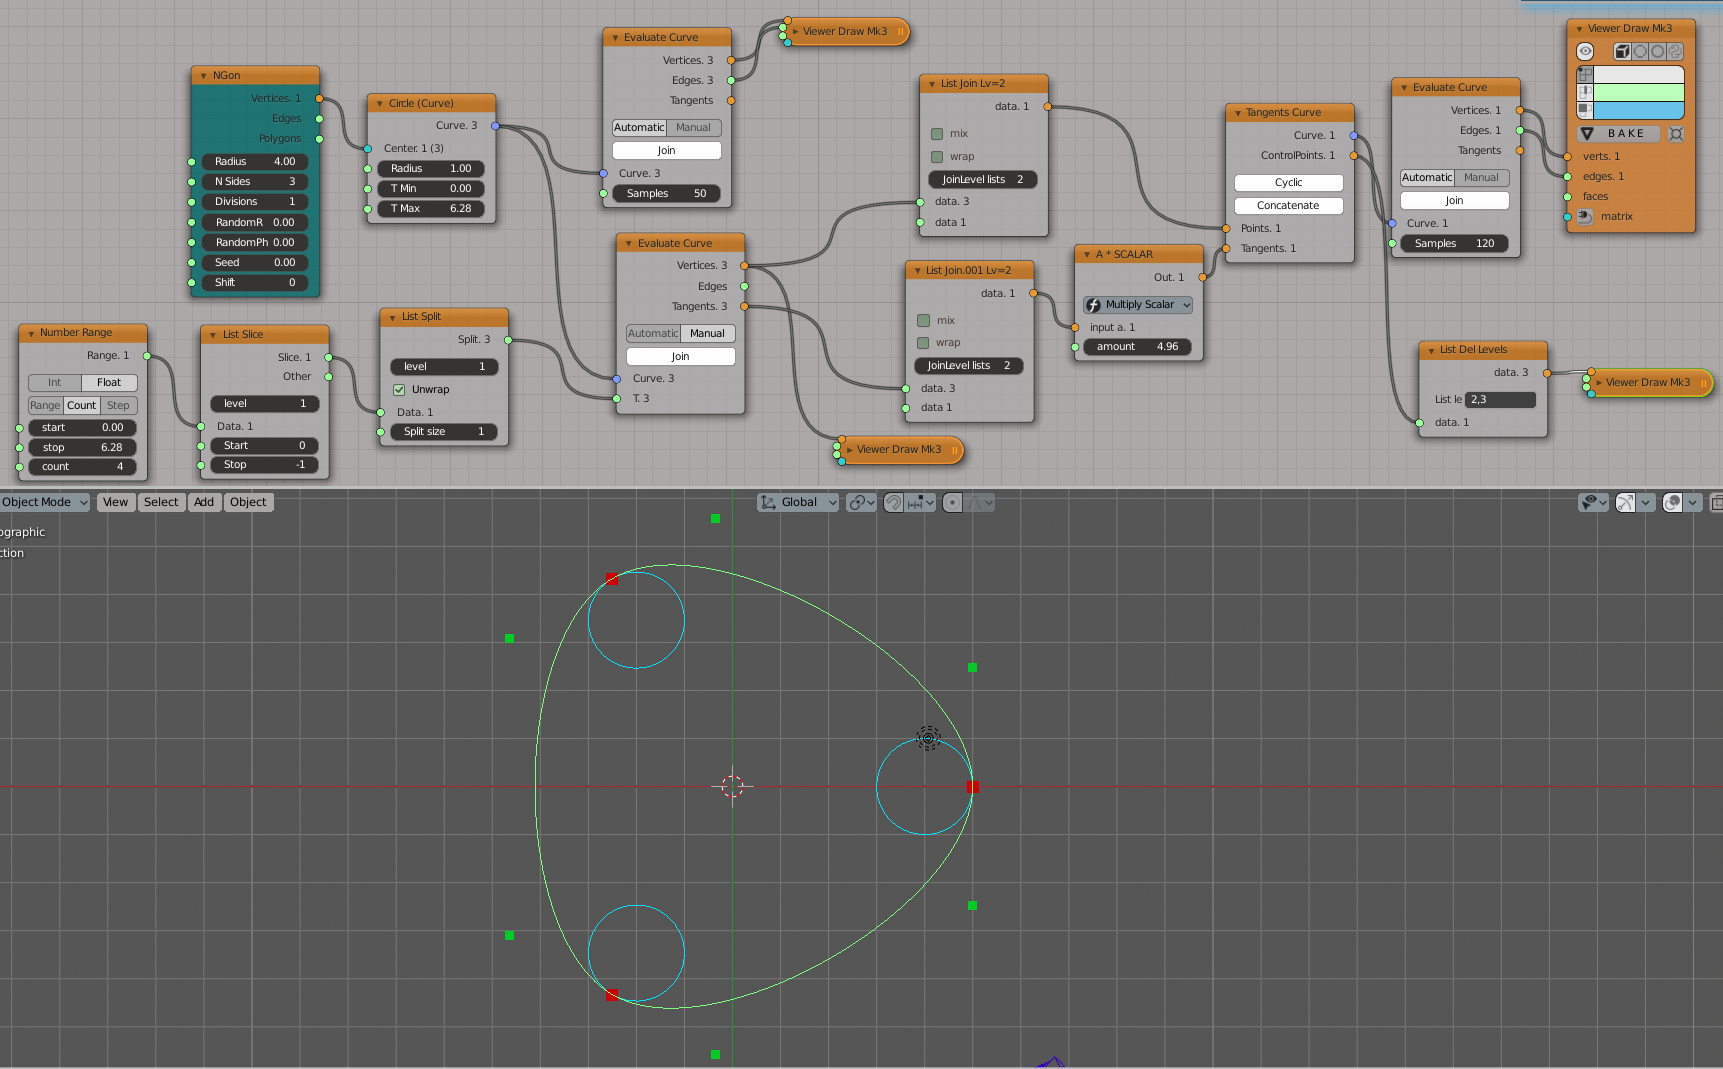 NGon
Vertices. 1
Edges
Polygons
Radius 4.00
N Sides 3
Divisions 1
RandomR 0.00
RandomPh 0.00
Seed 0.00
Shift 0
Circle (Curve)
Curve. 3
Center. 1 (3)
Radius 1.00
T Min 0.00
T Max 6.28
Evaluate Curve
Vertices. 3
Edges. 3
Tangents
Automatic Manual
Join
Curve. 3
Samples 50
Viewer Draw Mk3
Number Range
Range. 1
Int Float
Range Count Step
start 0.00
stop 6.28
count 4
List Slice
Slice. 1
Other
level 1
Data. 1
Start 0
Stop -1
List Split
Split. 3
level 1
Unwrap
Data. 1
Split size 1
Evaluate Curve
Vertices. 3
Edges
Tangents. 3
Automatic Manual
Join
Curve. 3
T. 3
Viewer Draw Mk3
List Join Lv=2
data. 1
mix
wrap
JoinLevel lists 2
data. 3
data 1
List Join.001 Lv=2
data. 1
mix
wrap
JoinLevel lists 2
data. 3
data 1
A * SCALAR
Out. 1
Multiply Scalar
input a. 1
amount 4.96
Tangents Curve
Curve. 1
ControlPoints. 1
Cyclic
Concatenate
Points. 1
Tangents. 1
Evaluate Curve
Vertices. 1
Edges. 1
Tangents
Automatic Manual
Join
Curve. 1
Samples 120
Viewer Draw Mk3
BAKE
verts. 1
edges. 1
faces
matrix
List Del Levels
data. 3
List le 2,3
data. 1
Viewer Draw Mk3
Object Mode View Select Add Object Global
ographic
ction